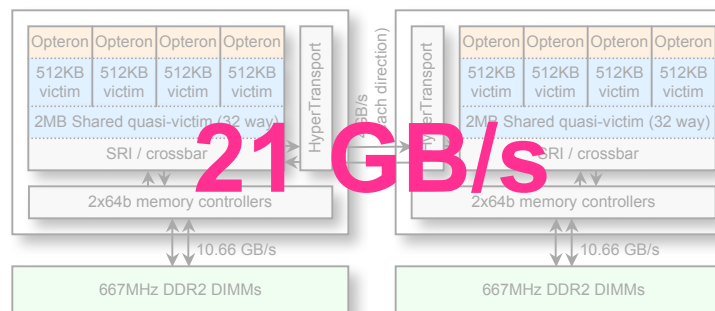 Opteron Opteron Opteron Opteron
512KB victim 512KB victim 512KB victim 512KB victim
2MB Shared quasi-victim (32 way)
SRI / crossbar
HyperTransport
2x64b memory controllers
10.66 GB/s
667MHz DDR2 DIMMs
GB/s
each direction)
21 GB/s
HyperTransport
Opteron Opteron Opteron Opteron
512KB victim 512KB victim 512KB victim 512KB victim
2MB Shared quasi-victim (32 way)
SRI / crossbar
2x64b memory controllers
10.66 GB/s
667MHz DDR2 DIMMs